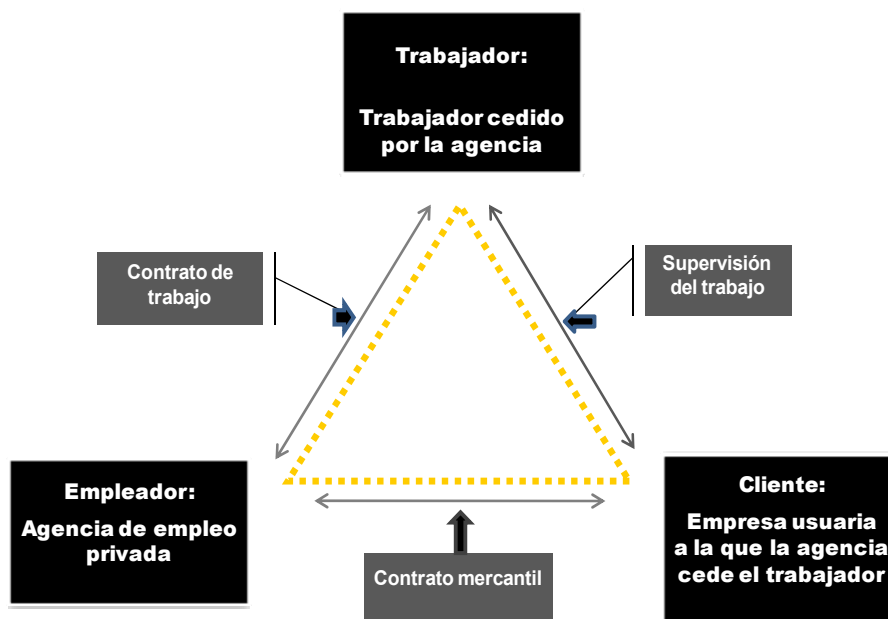 Trabajador:
Trabajador cedido
por la agencia
Contrato de
trabajo
Supervisión
del trabajo
Empleador:
Agencia de empleo
privada
Cliente:
Empresa usuaria
a la que la agencia
cede el trabajador
Contrato mercantil